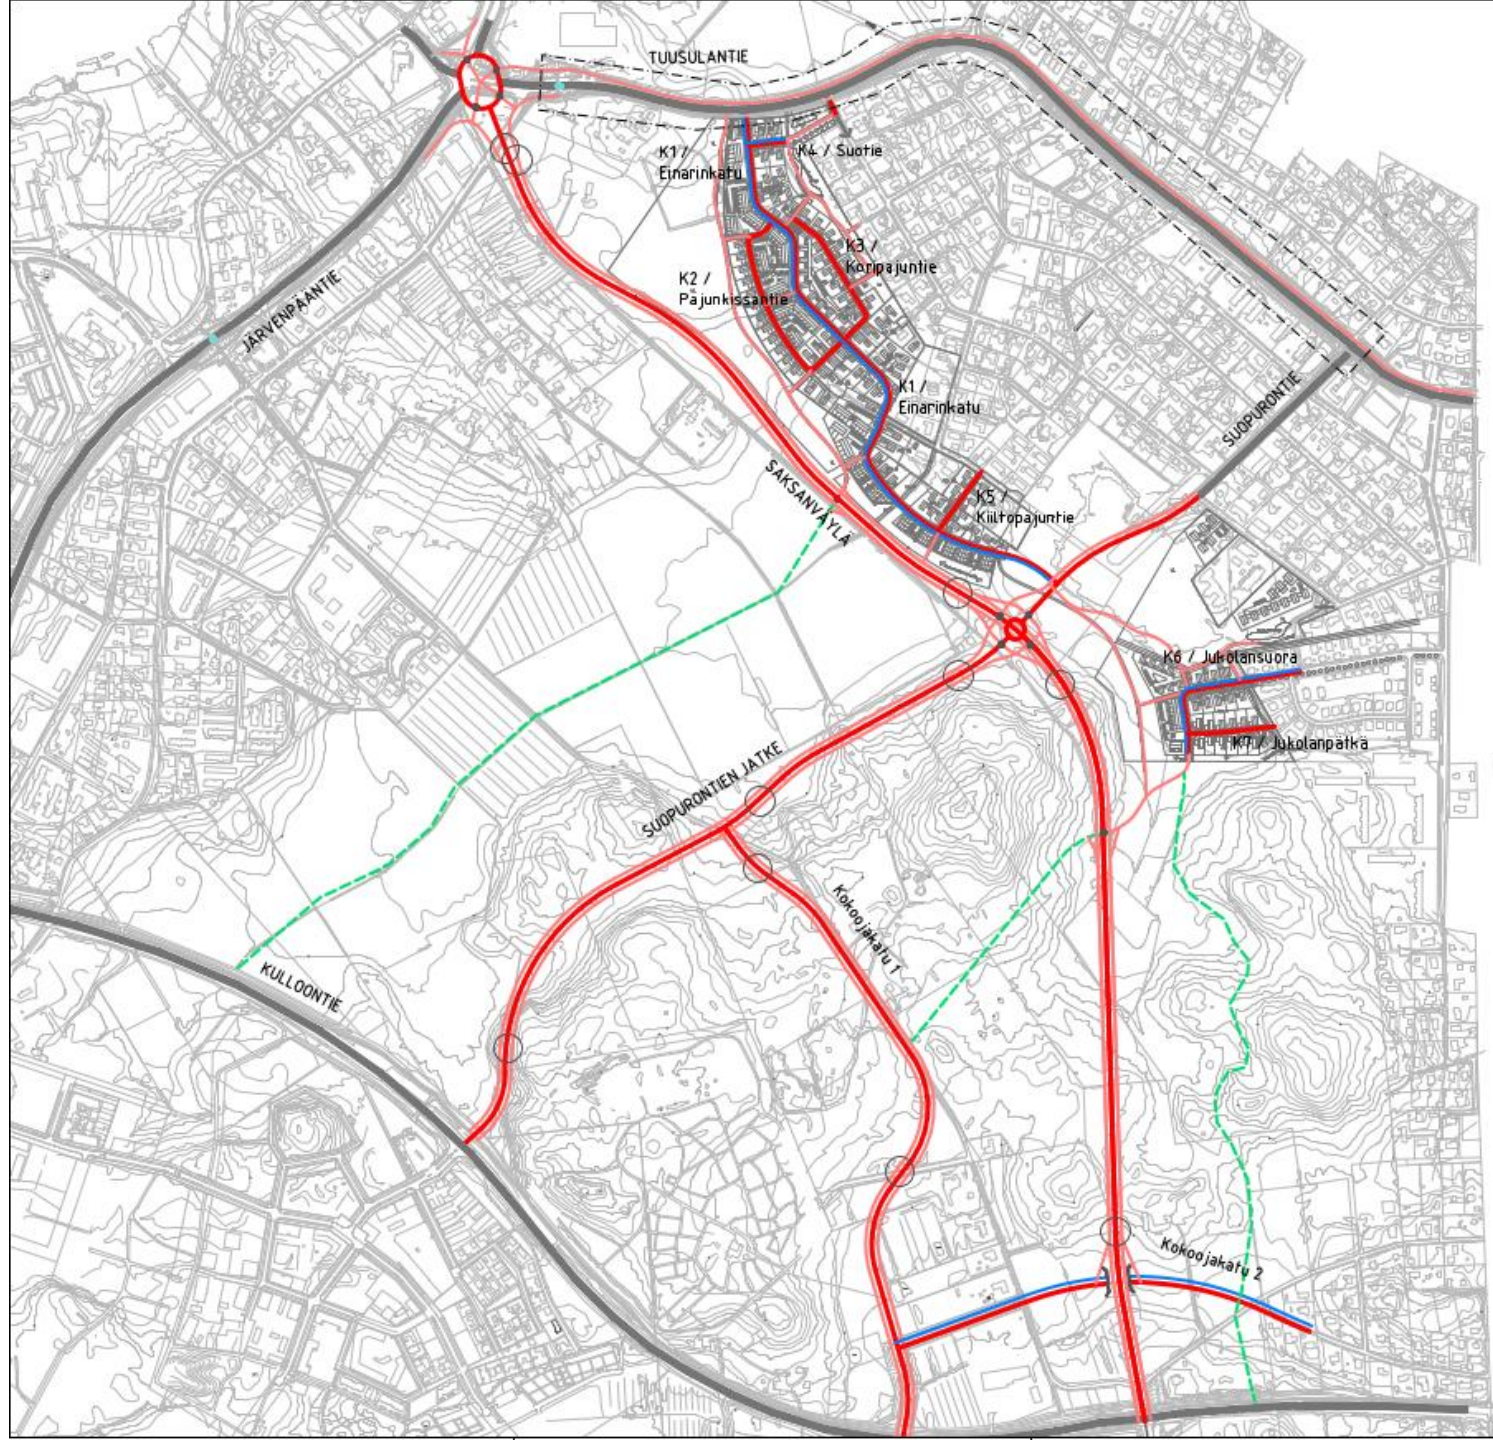 TUUSULANTIE
K1 /
Einarinkatu
K4 / Suotie
K3 /
Koripajuntie
K2 /
Pajunkissantie
JÄRVENPÄÄNTIE
K1 /
Einarinkatu
SUOPURONTIE
SAKSANVÄYLÄ
K5 /
Kiiltopajuntie
K6 / Jukolansuora
K7 / Jukolanpätkä
SUOPURONTIEN JATKE
Kokoojakatu 1
KULLOONTIE
Kokoojakatu 2